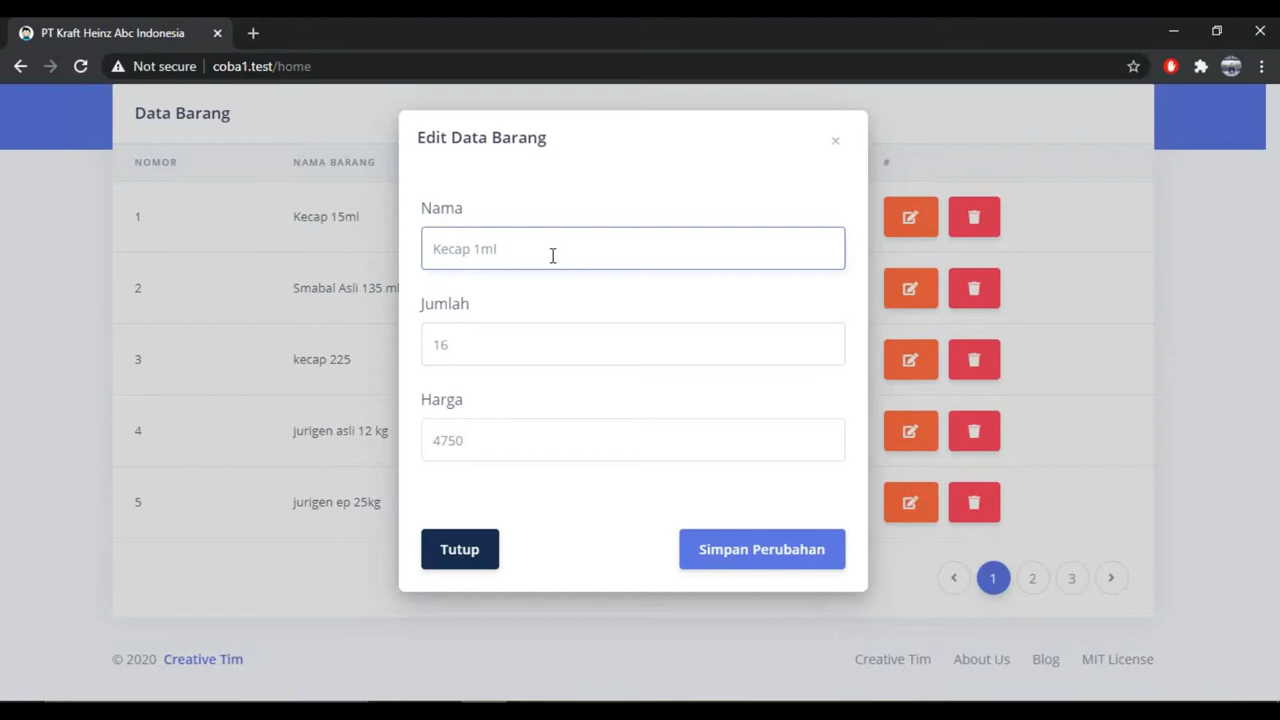 PT Kraft Heinz Abc Indonesia
Not secure coba1.test/home
Data Barang
NOMOR NAMA BARANG #
1 Kecap 15ml
2 Smabal Asli 135 ml
3 kecap 225
4 jurigen asli 12 kg
5 jurigen ep 25kg
Edit Data Barang ×
Nama
Kecap 1ml
Jumlah
16
Harga
4750
Tutup Simpan Perubahan
1 2 3
© 2020 Creative Tim Creative Tim About Us Blog MIT License